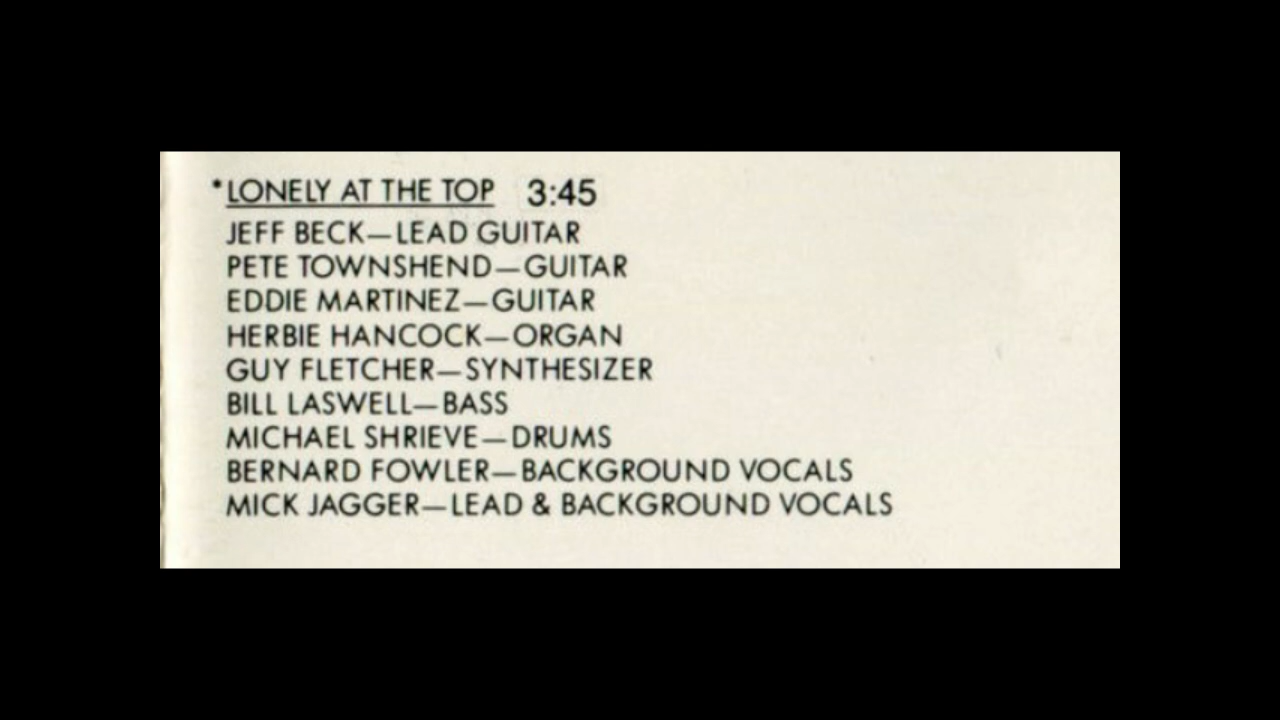 *LONELY AT THE TOP 3:45
JEFF BECK—LEAD GUITAR
PETE TOWNSHEND—GUITAR
EDDIE MARTINEZ—GUITAR
HERBIE HANCOCK—ORGAN
GUY FLETCHER—SYNTHESIZER
BILL LASWELL—BASS
MICHAEL SHRIEVE—DRUMS
BERNARD FOWLER—BACKGROUND VOCALS
MICK JAGGER—LEAD & BACKGROUND VOCALS